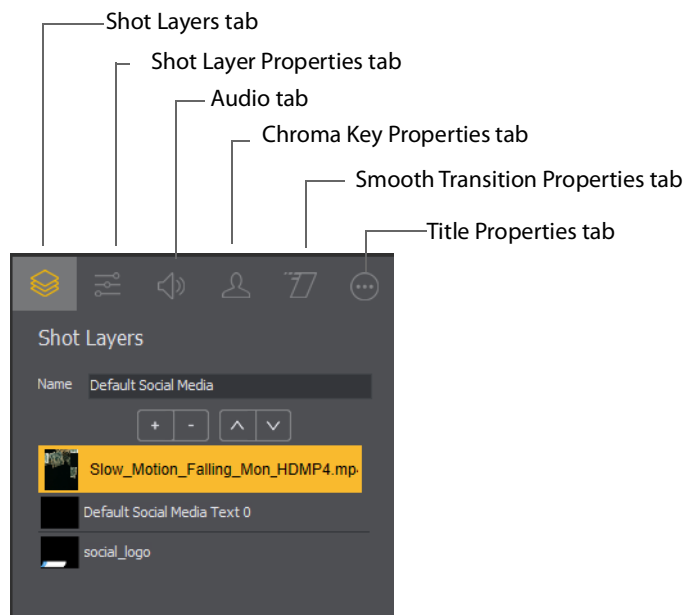 Shot Layers tab
Shot Layer Properties tab
Audio tab
Chroma Key Properties tab
Smooth Transition Properties tab
Title Properties tab
Shot Layers
Name Default Social Media
+ -
Slow_Motion_Falling_Mon_HDMP4.mp
Default Social Media Text 0
social_logo